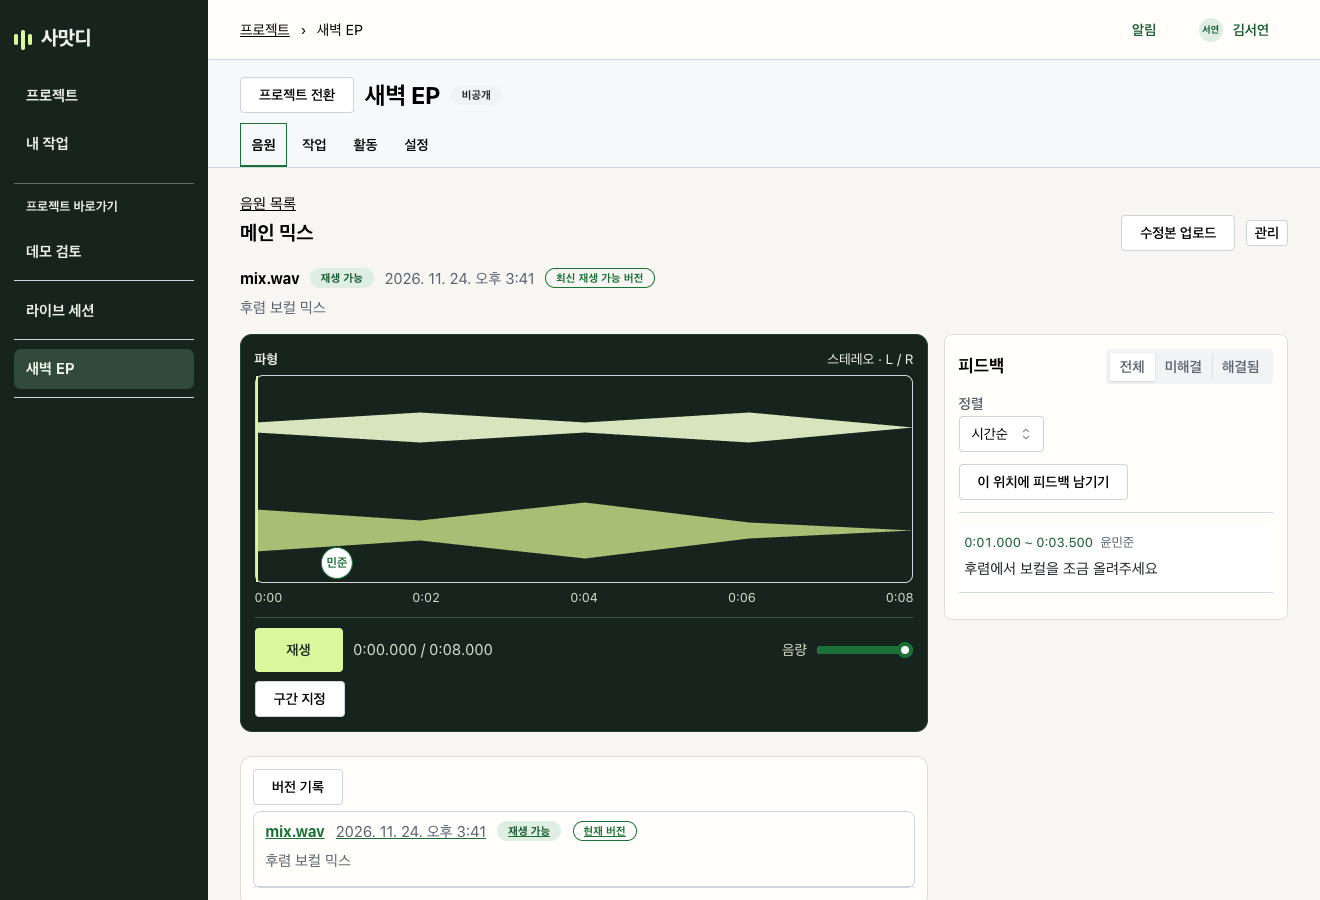 사맛디
프로젝트
내 작업
프로젝트 바로가기
데모 검토
라이브 세션
새벽 EP
프로젝트 › 새벽 EP
알림
서연 김서연
프로젝트 전환 새벽 EP 비공개
음원 작업 활동 설정
음원 목록
메인 믹스
수정본 업로드 관리
mix.wav 재생 가능 2026. 11. 24. 오후 3:41 최신 재생 가능 버전
후렴 보컬 믹스
파형 스테레오 · L / R
민준
0:00 0:02 0:04 0:06 0:08
재생 0:00.000 / 0:08.000 음량
구간 지정
피드백 전체 미해결 해결됨
정렬
시간순
이 위치에 피드백 남기기
0:01.000 ~ 0:03.500 윤민준
후렴에서 보컬을 조금 올려주세요
버전 기록
mix.wav 2026. 11. 24. 오후 3:41 재생 가능 현재 버전
후렴 보컬 믹스